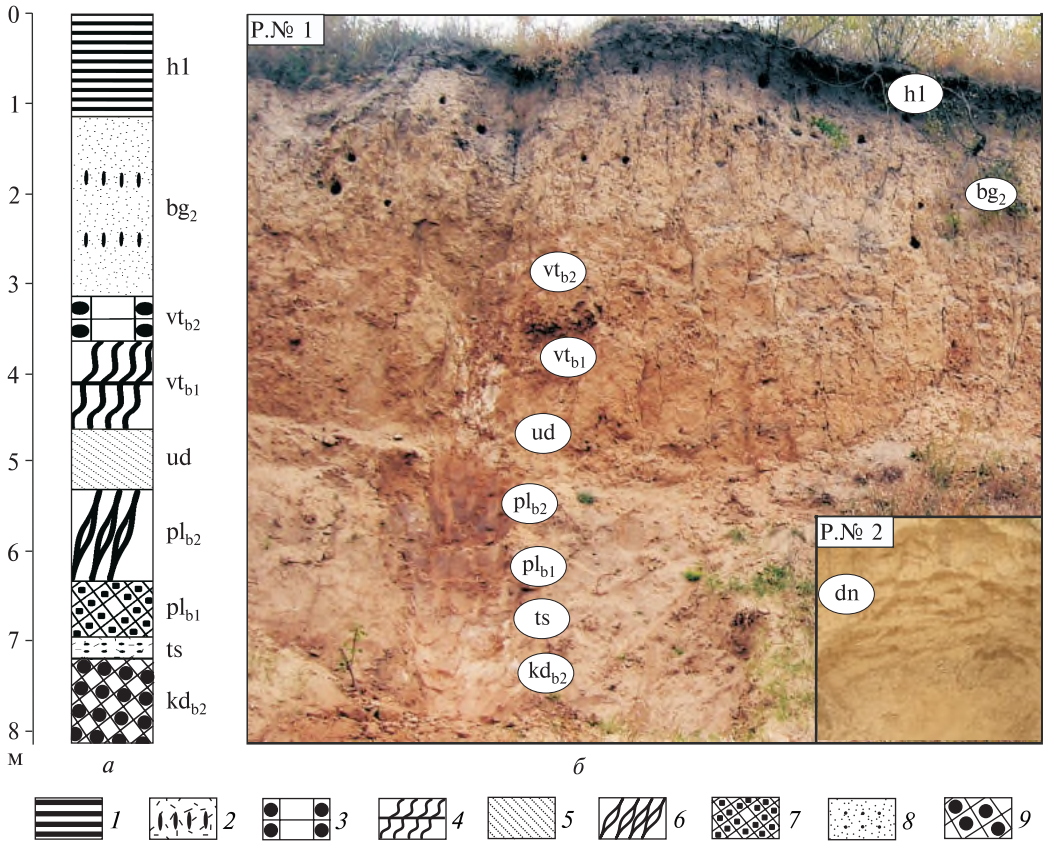 0
h1
1
2
bg2
3
vtb2
4
vtb1
5
ud
plb2
6
plb1
7
ts
kdb2
8
м
а
Р.№ 1
h1
bg2
vtb2
vtb1
ud
plb2
plb1
ts
kdb2
Р.№ 2
dn
б
1 2 3 4 5 6 7 8 9